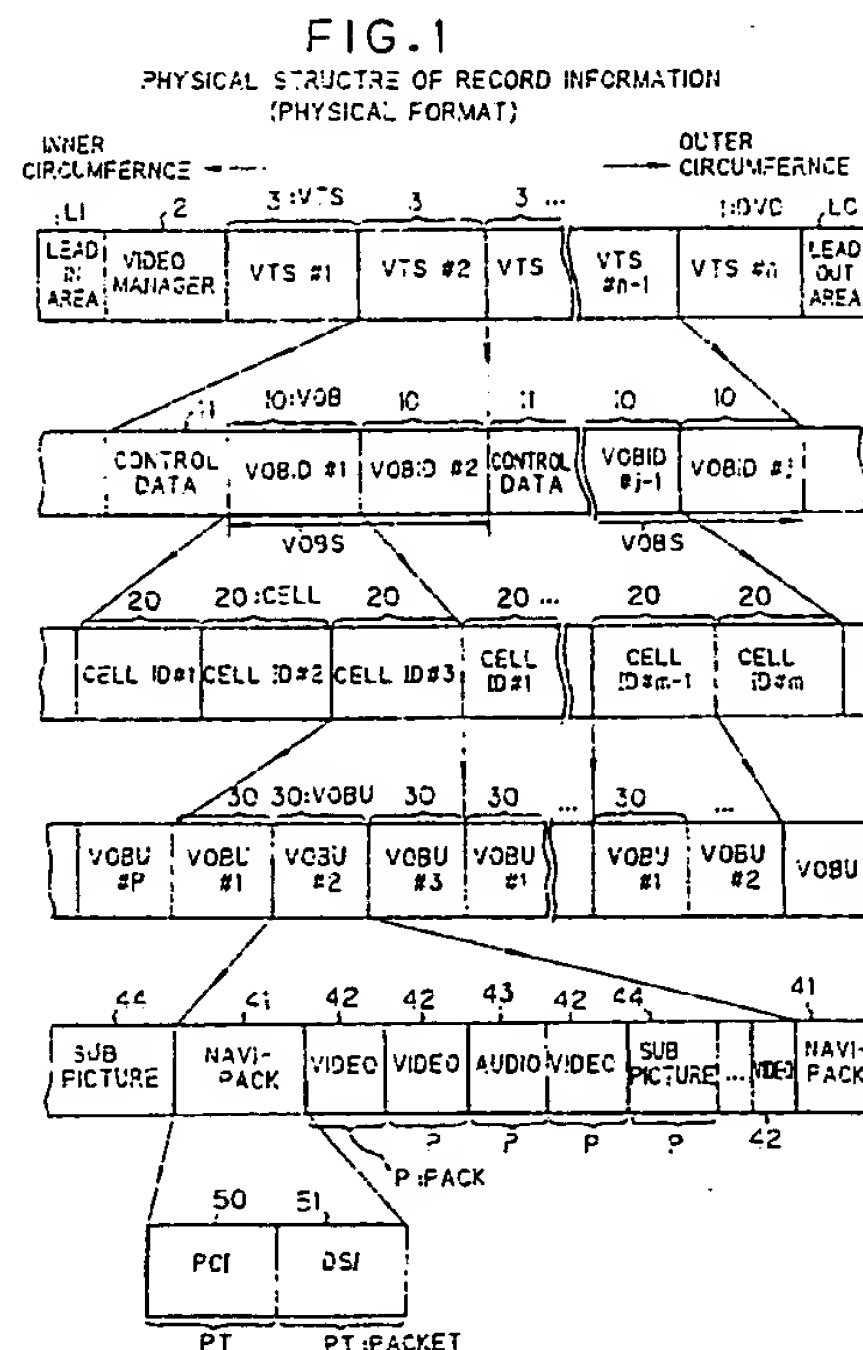 FIG.1
PHYSICAL STRUCTRE OF RECORD INFORMATION
(PHYSICAL FORMAT)
INNER
CIRCUMFERNCE
OUTER
CIRCUMFERNCE
LI 2 3:VTS 3 3 ... 1:DVD LO
LEAD IN AREA VIDEO MANAGER VTS #1 VTS #2 VTS VTS #n-1 VTS #n LEAD OUT AREA
11 10:VOB 10 11 10 10
CONTROL DATA VOBID #1 VOBID #2 CONTROL DATA VOBID #j-1 VOBID #j
VOBS VOBS
20 20:CELL 20 20 ... 20 20
CELL ID#1 CELL ID#2 CELL ID#3 CELL ID#1 CELL ID#m-1 CELL ID#m
30 30:VOBU 30 30 ... 30 ...
VOBU #P VOBU #1 VOBU #2 VOBU #3 VOBU #1 VOBU #1 VOBU #2 VOBU
44 41 42 42 43 42 44 41
SUB PICTURE NAVI-PACK VIDEO VIDEO AUDIO VIDEO SUB PICTURE ... VIDEO NAVI-PACK
P P P P 42
P:PACK
50 51
PCI DSI
PT PT:PACKET